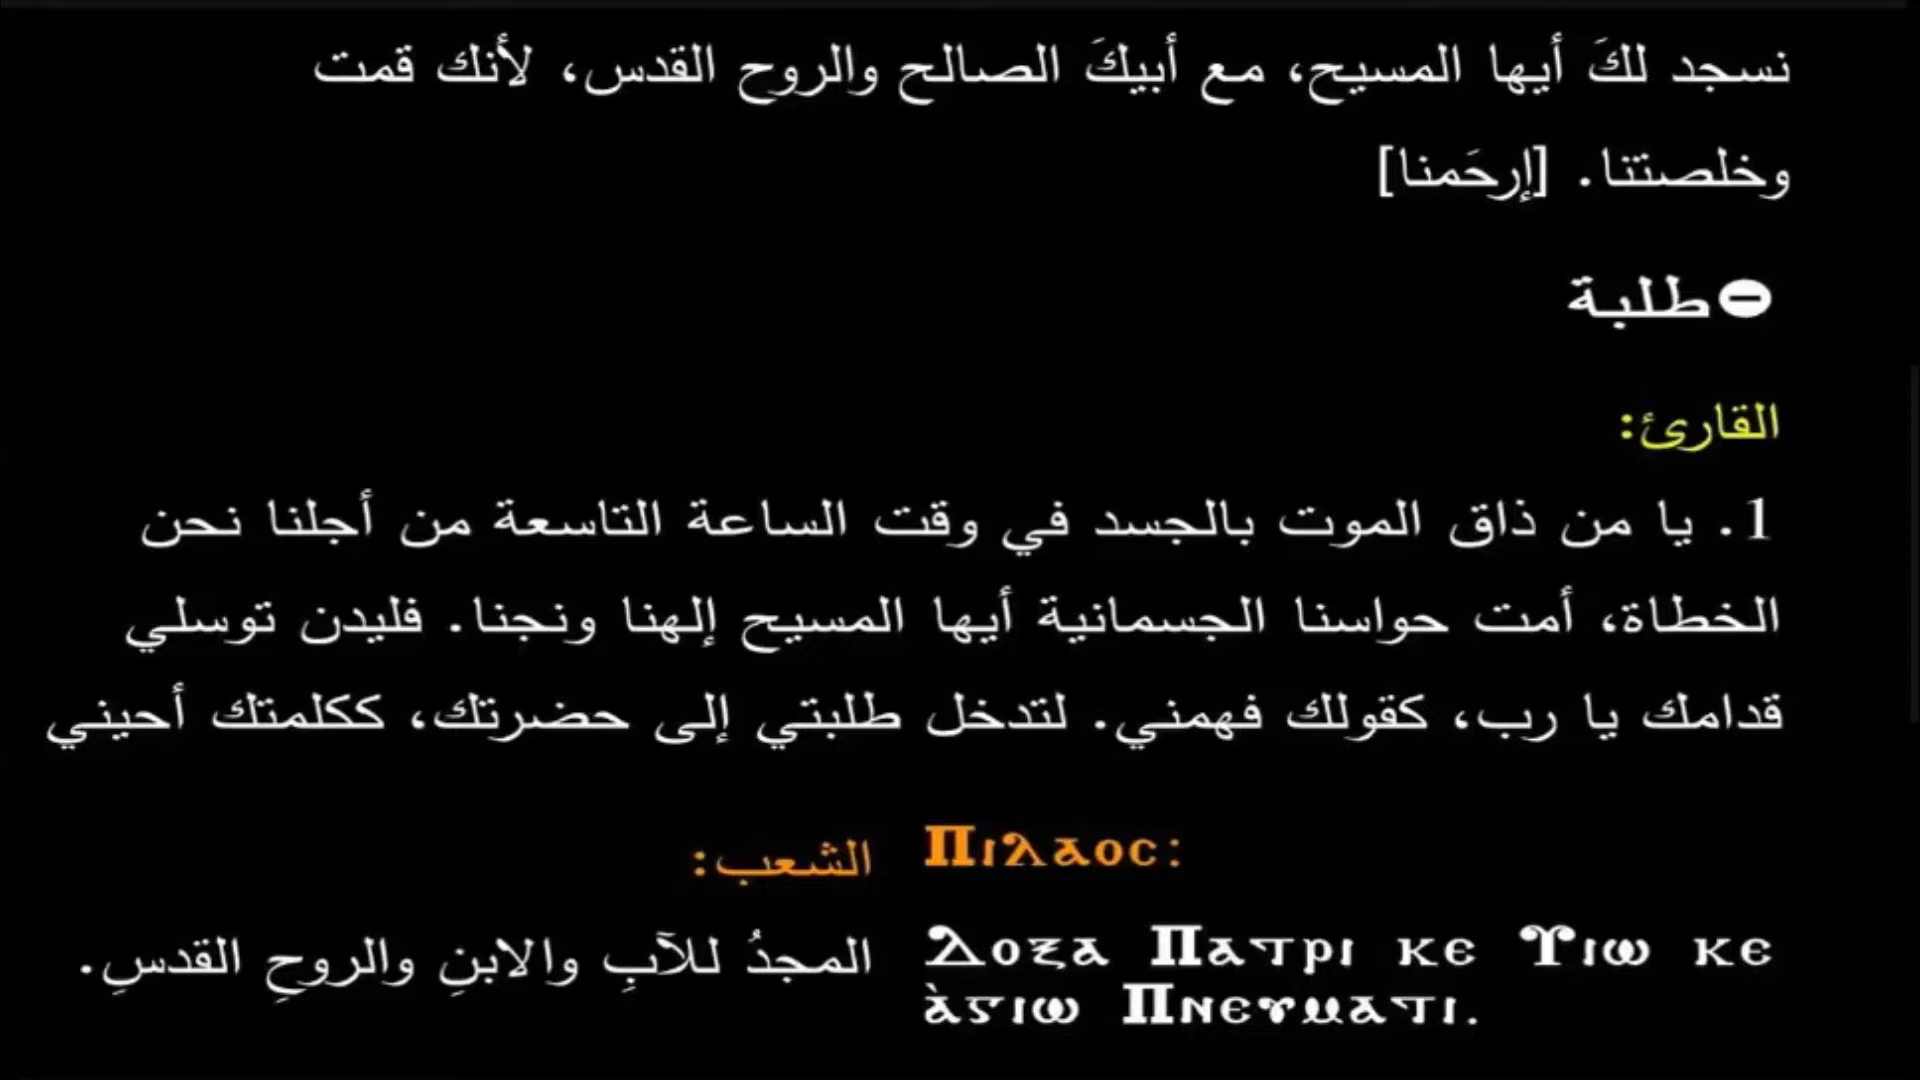 نسجد لكَ أيها المسيح، مع أبيكَ الصالح والروح القدس، لأنك قمت
وخلصتنا. [إرحَمنا]
طلبة
القارئ:
1. يا من ذاق الموت بالجسد في وقت الساعة التاسعة من أجلنا نحن
الخطاة، أمت حواسنا الجسمانية أيها المسيح إلهنا ونجنا. فليدن توسلي
قدامك يا رب، كقولك فهمني. لتدخل طلبتي إلى حضرتك، ككلمتك أحيني
الشعب:
Ⲡⲓⲗⲁⲟⲥ:
المجدُ للآبِ والابنِ والروحِ القدسِ.
Ⲇⲟⲝⲁ Ⲡⲁⲧⲣⲓ ⲕⲉ Ⲩⲓⲱ ⲕⲉ
ⲁ̀ⲅⲓⲱ Ⲡⲛⲉⲩⲙⲁⲧⲓ.